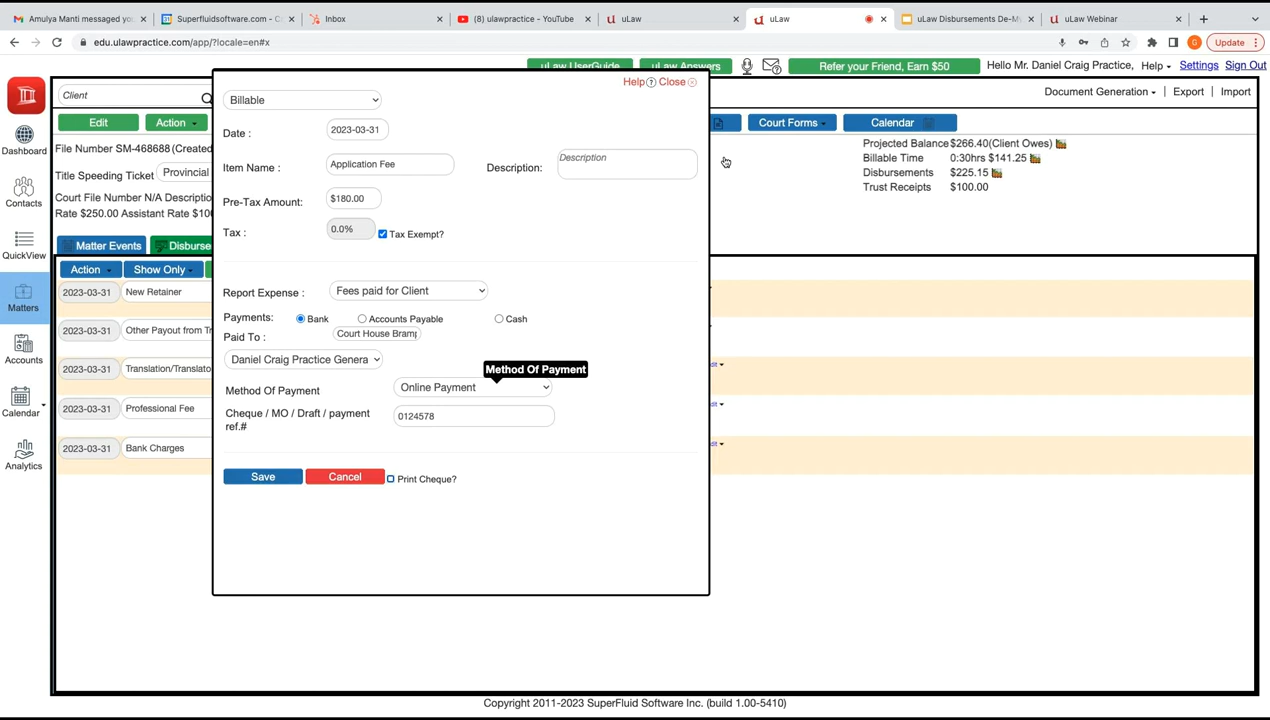 Amulya Manti messaged yo
Superfluidsoftware.com - C
Inbox
(8) ulawpractice - YouTube
uLaw
uLaw
uLaw Disbursements De-My
uLaw Webinar
edu.ulawpractice.com/app/?locale=en#x
G
Update
uLaw UserGuide
uLaw Answers
Refer your Friend, Earn $50
Hello Mr. Daniel Craig Practice,
Help
Settings
Sign Out
Client
Document Generation
Export
Import
Edit
Action
Court Forms
Calendar
File Number SM-468688 (Created
Title Speeding Ticket
Provincial
Court File Number N/A Description
Rate $250.00 Assistant Rate $100
Projected Balance $266.40(Client Owes)
Billable Time 0:30hrs $141.25
Disbursements $225.15
Trust Receipts $100.00
Dashboard
Contacts
QuickView
Matters
Accounts
Calendar
Analytics
Matter Events
Disburse
Action
Show Only
2023-03-31 New Retainer
2023-03-31 Other Payout from Tr
2023-03-31 Translation/Translato
2023-03-31 Professional Fee
2023-03-31 Bank Charges
Help
Close
Billable
Date : 2023-03-31
Item Name : Application Fee
Description: Description
Pre-Tax Amount: $180.00
Tax : 0.0% Tax Exempt?
Report Expense : Fees paid for Client
Payments: Bank Accounts Payable Cash
Paid To : Court House Bramp
Daniel Craig Practice Genera
Method Of Payment
Method Of Payment Online Payment
Cheque / MO / Draft / payment
ref.#
0124578
Save
Cancel
Print Cheque?
Copyright 2011-2023 SuperFluid Software Inc. (build 1.00-5410)